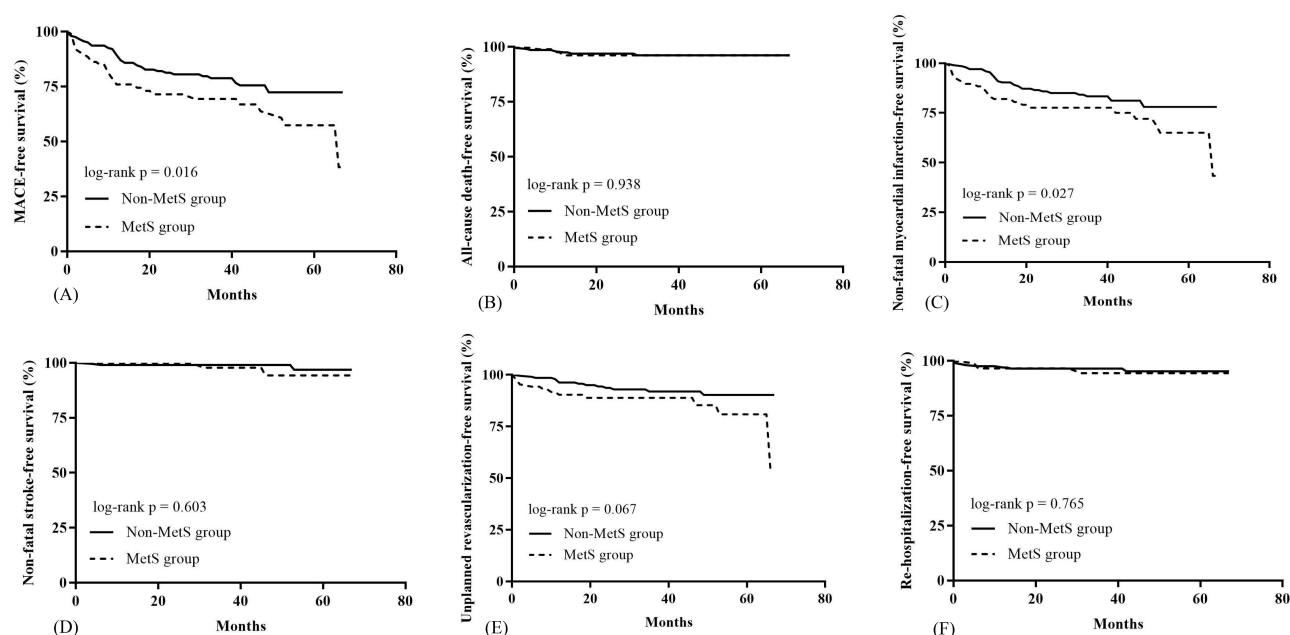 MACE-free survival (%)
100
75
50
25
0
log-rank p = 0.016
Non-MetS group
MetS group
0 20 40 60 80
Months
(A)
All-cause death-free survival (%)
100
75
50
25
0
log-rank p = 0.938
Non-MetS group
MetS group
0 20 40 60 80
Months
(B)
Non-fatal myocardial infarction-free survival (%)
100
75
50
25
0
log-rank p = 0.027
Non-MetS group
MetS group
0 20 40 60 80
Months
(C)
Non-fatal stroke-free survival (%)
100
75
50
25
0
log-rank p = 0.603
Non-MetS group
MetS group
0 20 40 60 80
Months
(D)
Unplanned revascularization-free survival (%)
100
75
50
25
0
log-rank p = 0.067
Non-MetS group
MetS group
0 20 40 60 80
Months
(E)
Re-hospitalization-free survival (%)
100
75
50
25
0
log-rank p = 0.765
Non-MetS group
MetS group
0 20 40 60 80
Months
(F)